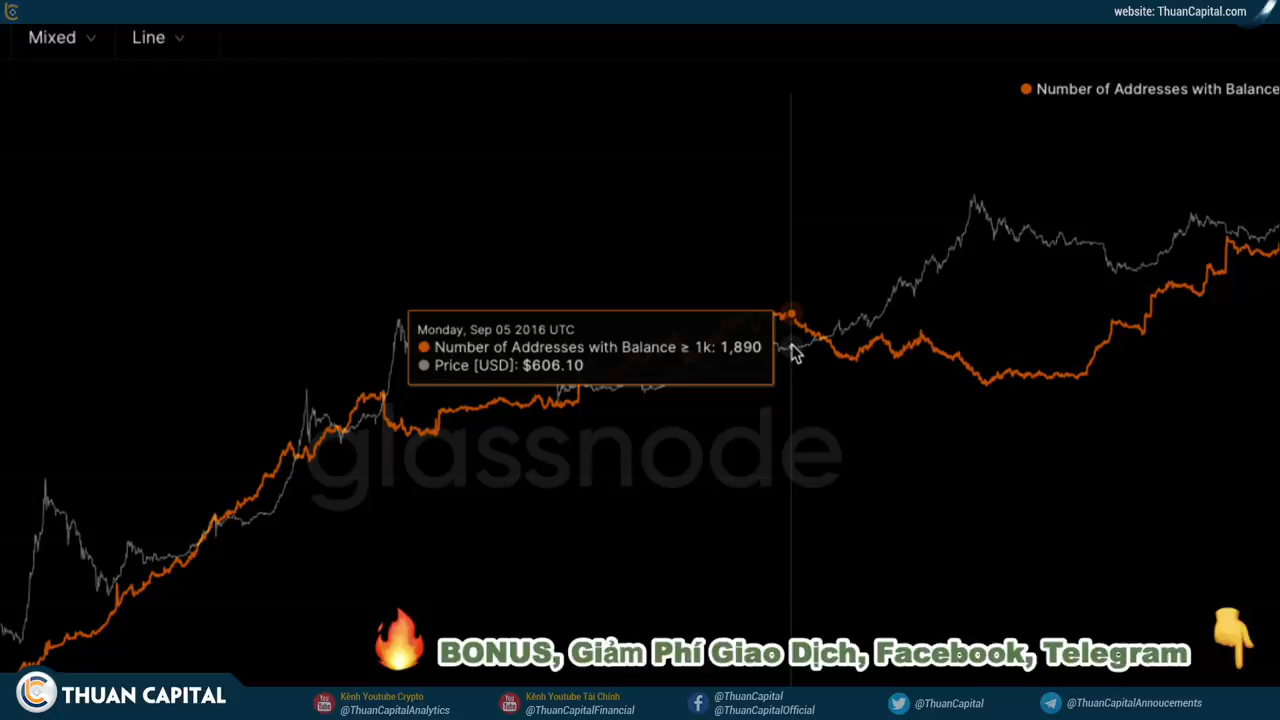 website: ThuanCapital.com
Mixed
Line
Number of Addresses with Balance
Monday, Sep 05 2016 UTC
Number of Addresses with Balance ≥ 1k: 1,890
Price [USD]: $606.10
glassnode
BONUS, Giảm Phí Giao Dịch, Facebook, Telegram
THUAN CAPITAL
YouTube
Kênh Youtube Crypto
@ThuanCapitalAnalytics
YouTube
Kênh Youtube Tài Chính
@ThuanCapitalFinancial
@ThuanCapital
@ThuanCapitalOfficial
@ThuanCapital
@ThuanCapitalAnnoucements